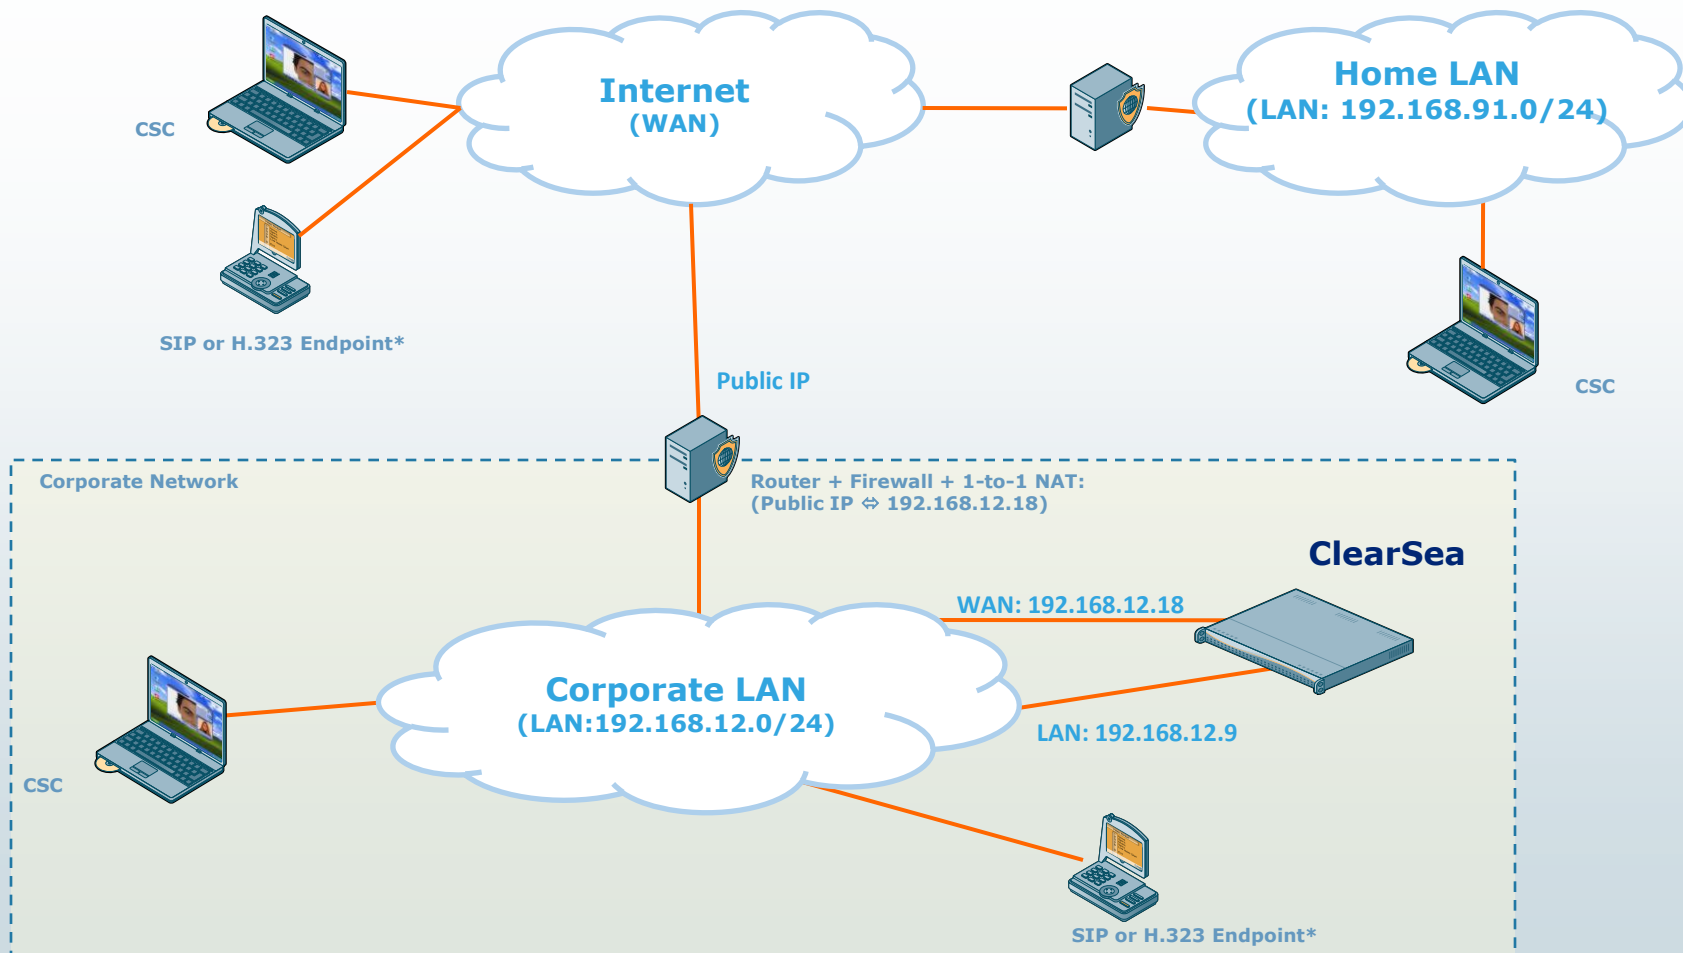 Internet
(WAN)
Home LAN
(LAN: 192.168.91.0/24)
CSC
SIP or H.323 Endpoint*
Public IP
CSC
Corporate Network
Router + Firewall + 1-to-1 NAT:
(Public IP ⇔ 192.168.12.18)
ClearSea
WAN: 192.168.12.18
Corporate LAN
(LAN:192.168.12.0/24)
LAN: 192.168.12.9
CSC
SIP or H.323 Endpoint*